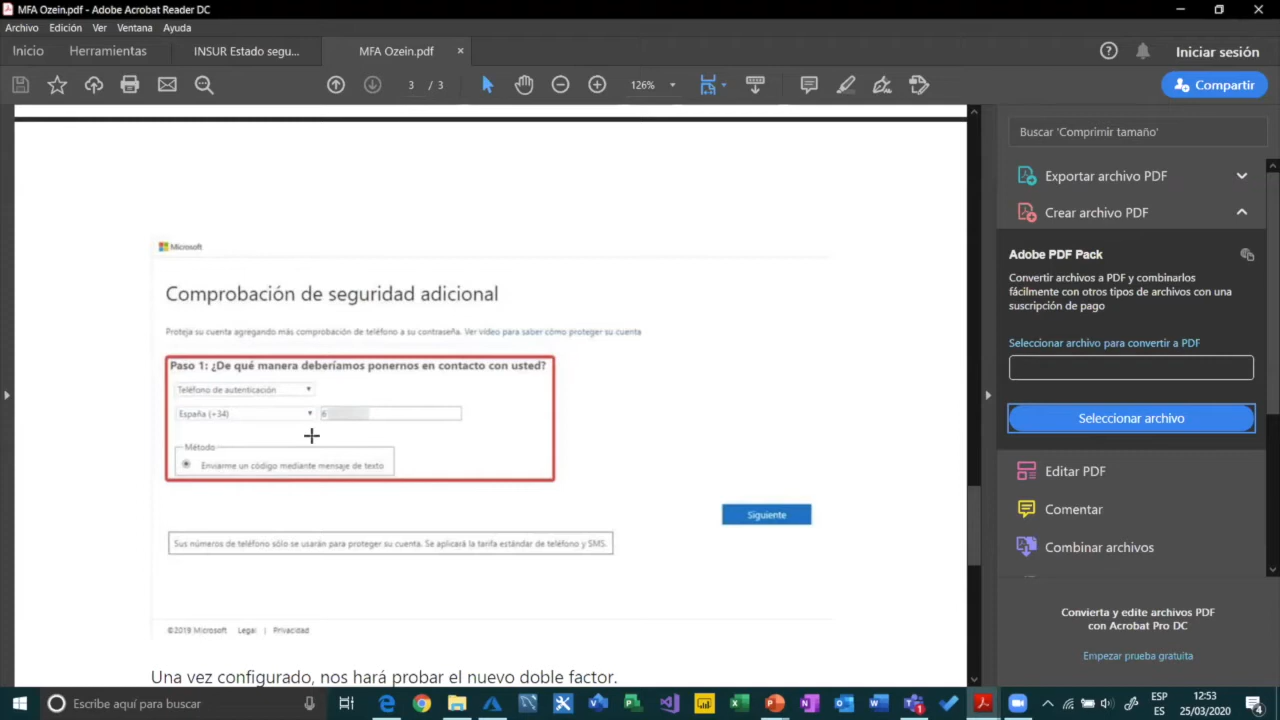 MFA Ozein.pdf - Adobe Acrobat Reader DC
Archivo Edición Ver Ventana Ayuda
Inicio Herramientas INSUR Estado segu... MFA Ozein.pdf × Iniciar sesión
3 / 3 126% Compartir
Microsoft
Comprobación de seguridad adicional
Proteja su cuenta agregando más comprobación de teléfono a su contraseña. Ver vídeo para saber cómo proteger su cuenta
Paso 1: ¿De qué manera deberíamos ponernos en contacto con usted?
Teléfono de autenticación
España (+34) 6
Método
Enviarme un código mediante mensaje de texto
Siguiente
Sus números de teléfono sólo se usarán para proteger su cuenta. Se aplicará la tarifa estándar de teléfono y SMS.
©2019 Microsoft Legal | Privacidad
Una vez configurado, nos hará probar el nuevo doble factor.
Buscar 'Comprimir tamaño'
Exportar archivo PDF
Crear archivo PDF
Adobe PDF Pack
Convertir archivos a PDF y combinarlos
fácilmente con otros tipos de archivos con una
suscripción de pago
Seleccionar archivo para convertir a PDF
Seleccionar archivo
Editar PDF
Comentar
Combinar archivos
Convierta y edite archivos PDF
con Acrobat Pro DC
Empezar prueba gratuita
Escribe aquí para buscar
ESP
ES
12:53
25/03/2020
4